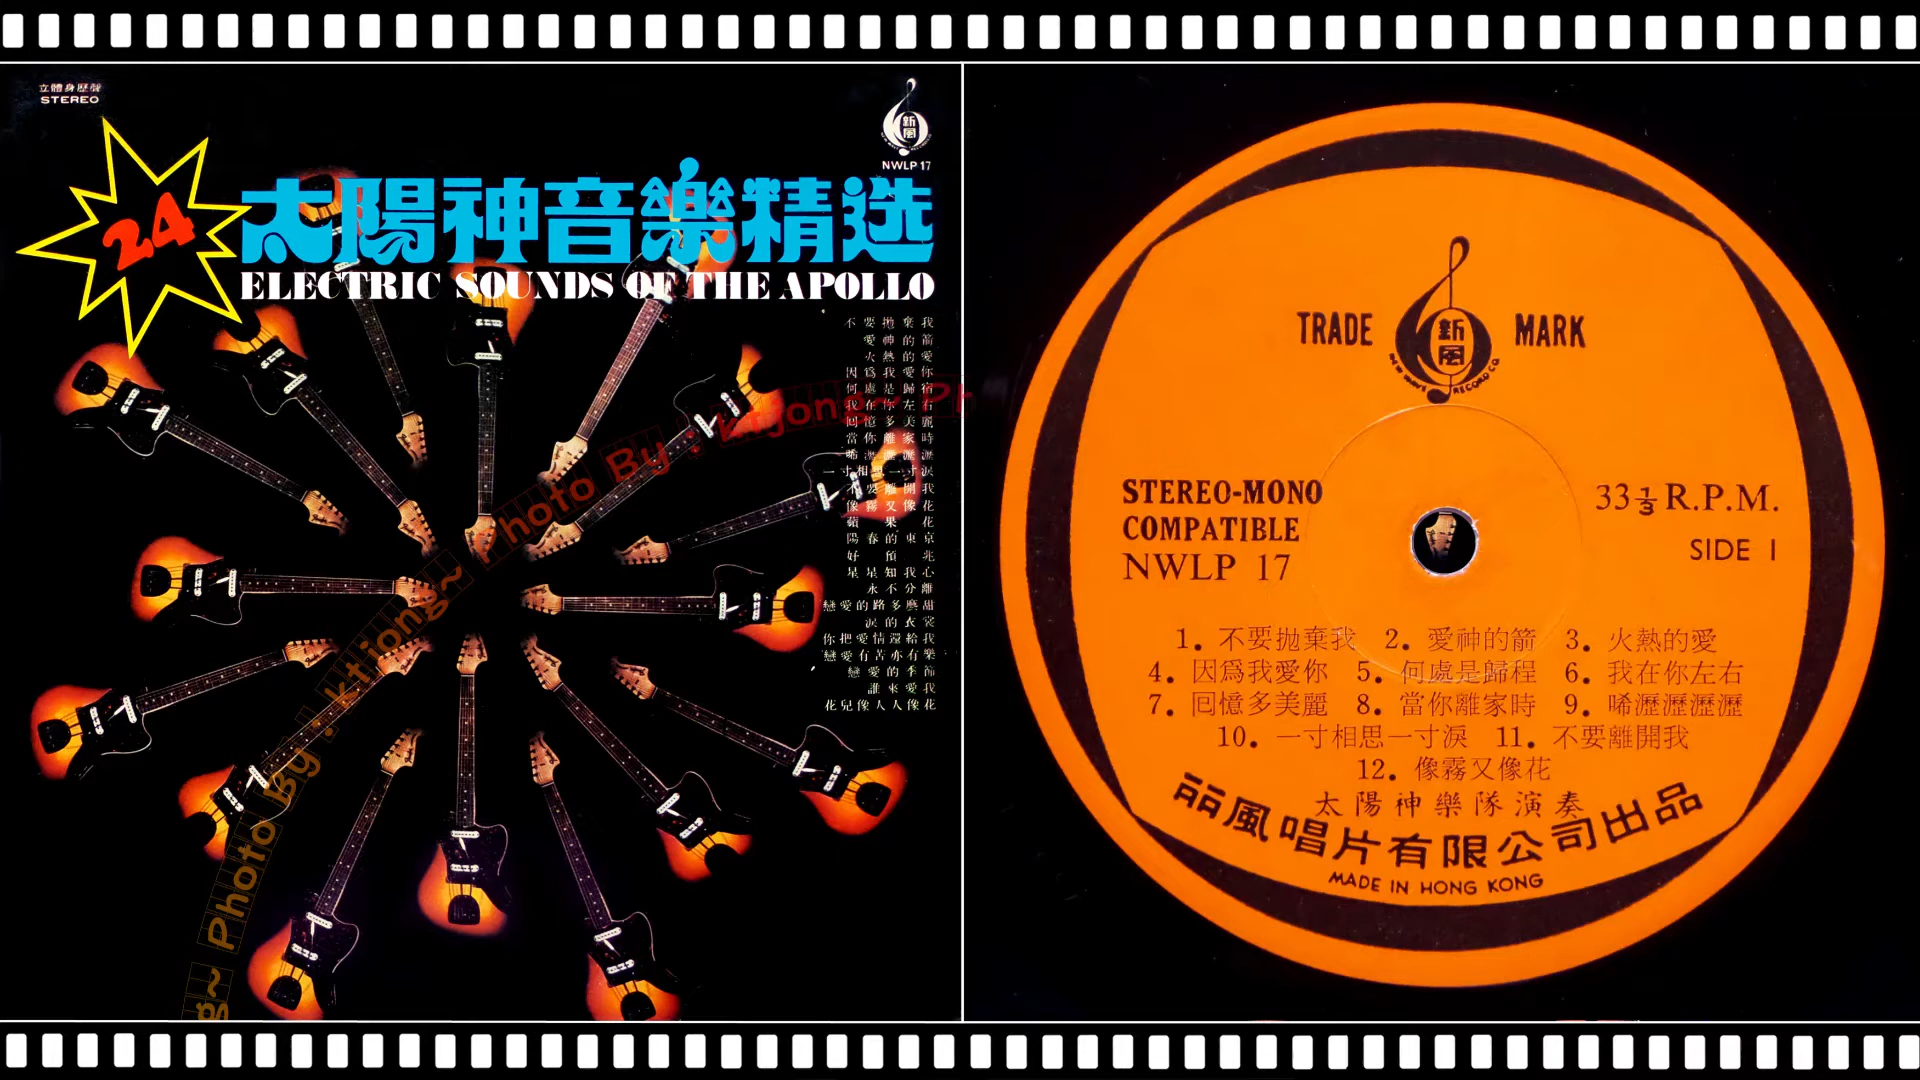 立體身歷聲
STEREO
新風
NWLP 17
24
太陽神音樂精选
ELECTRIC SOUNDS OF THE APOLLO
不要拋棄我
愛神的箭
火熱的愛
因爲我愛你
何處是歸宿
我在你左右
回憶多美麗
當你離家時
唏瀝瀝瀝瀝
一寸相思一寸淚
不要離開我
像霧又像花
蘋果花
陽春的東京
好預兆
星星知我心
永不分離
戀愛的路多麽甜
淚的衣裳
你把愛情還給我
戀愛有苦亦有樂
戀愛的季節
誰來愛我
花兒像人人像花
Photo By : ktjong~ Photo By : ktjong~ Ph
g~ Photo By : ktjong~
TRADE MARK
新風
NEW WAVE RECORD CO.
STEREO-MONO
COMPATIBLE
NWLP 17
33⅓ R.P.M.
SIDE 1
1. 不要拋棄我 2. 愛神的箭 3. 火熱的愛
4. 因爲我愛你 5. 何處是歸程 6. 我在你左右
7. 回憶多美麗 8. 當你離家時 9. 唏瀝瀝瀝瀝
10. 一寸相思一寸淚 11. 不要離開我
12. 像霧又像花
太陽神樂隊演奏
丽風唱片有限公司出品
MADE IN HONG KONG